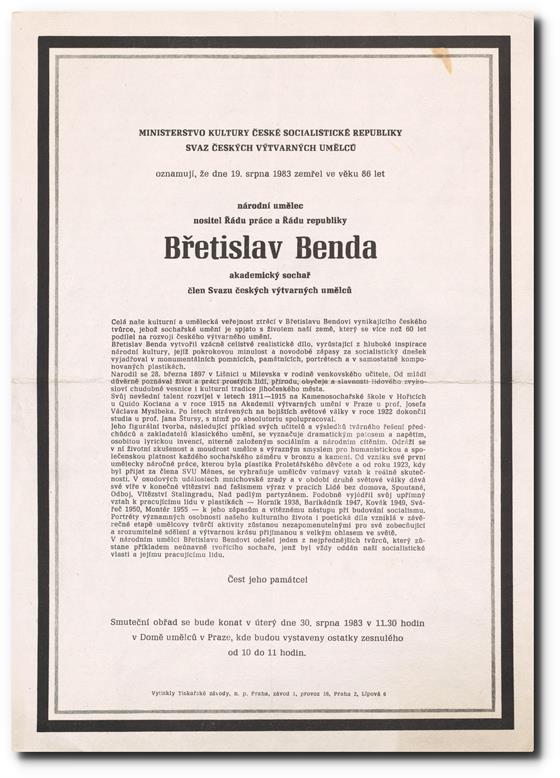 MINISTERSTVO KULTURY ČESKÉ SOCIALISTICKÉ REPUBLIKY
SVAZ ČESKÝCH VÝTVARNÝCH UMĚLCŮ
oznamují, že dne 19. srpna 1983 zemřel ve věku 86 let
národní umělec
nositel Řádu práce a Řádu republiky
Břetislav Benda
akademický sochař
člen Svazu českých výtvarných umělců
Celá naše kulturní a umělecká veřejnost ztrácí v Břetislavu Bendovi vynikajícího českého
tvůrce, jehož sochařské umění je spjato s životem naší země, který se více než 60 let
podílel na rozvoji českého výtvarného umění.
Břetislav Benda vytvořil vzácně celistvé realistické dílo, vyrůstající z hluboké inspirace
národní kultury, jejíž pokrokovou minulost a novodobé zápasy za socialistický dnešek
vyjadřoval v monumentálních pomnících, památnících, portrétech a v samostatně kompo-
novaných plastikách.
Narodil se 28. března 1897 v Líšnici u Milevska v rodině venkovského učitele. Od mládí
důvěrně poznával život a práci prostých lidí, přírodu, obyčeje a slavnosti lidového zvyko-
sloví chudobné vesnice i kulturní tradice jihočeského města.
Svůj nevšední talent rozvíjel v letech 1911—1915 na Kamenosochařské škole v Hořicích
u Quido Kociana a v roce 1915 na Akademii výtvarných umění v Praze u prof. Josefa
Václava Myslbeka. Po letech strávených na bojištích světové války v roce 1922 dokončil
studia u prof. Jana Štursy, s nímž po absolutoriu spolupracoval.
Jeho figurální tvorba, následující příklad svých učitelů a výsledků tvárného řešení před-
chůdců a zakladatelů klasického umění, se vyznačuje dramatickým patosem a napětím,
osobitou lyrickou invencí, niterně založeným sociálním a národním cítěním. Odráží se
v ní životní zkušenost a moudrost umělce s výrazným smyslem pro humanistickou a spo-
lečenskou platnost každého sochařského záměru v bronzu a kameni. Od vzniku své první
umělecky náročné práce, kterou byla plastika Proletářského děvčete a od roku 1923, kdy
byl přijat za člena SVU Mánes, se vyhraňuje umělcův vnímavý vztah k reálné skuteč-
nosti. V osudových událostech mnichovské zrady a v období druhé světové války dává
své víře v konečné vítězství nad fašismem výraz v pracích Lidé bez domova, Spoutaně,
Odboj, Vítězství Stalingradu, Nad padlým partyzánem. Podobně vyjádřil svůj upřímný
vztah k pracujícímu lidu v plastikách: Horník 1938, Barikádník 1947, Kovák 1949, Svá-
řeč 1950, Montér 1955 — k jeho zápasům a vítěznému nástupu při budování socialismu.
Portréty významných osobností našeho kulturního života i poetická díla vzniklá v závě-
rečné etapě umělcovy tvůrčí aktivity zůstanou nezapomenutelnými pro své zobecňující
a srozumitelné sdělení a výtvarnou krásu přijímanou s velkým ohlasem ve světě.
V národním umělci Břetislavu Bendovi odešel jeden z nejpřednějších tvůrců, který zů-
stane příkladem neúnavně tvořícího sochaře, jenž byl vždy oddán naší socialistické
vlasti a jejímu pracujícímu lidu.
Čest jeho památce!
Smuteční obřad se bude konat v úterý dne 30. srpna 1983 v 11.30 hodin
v Domě umělců v Praze, kde budou vystaveny ostatky zesnulého
od 10 do 11 hodin.
Vytiskly Tiskařské závody, n. p. Praha, závod 1, provoz 16, Praha 2, Lípová 6